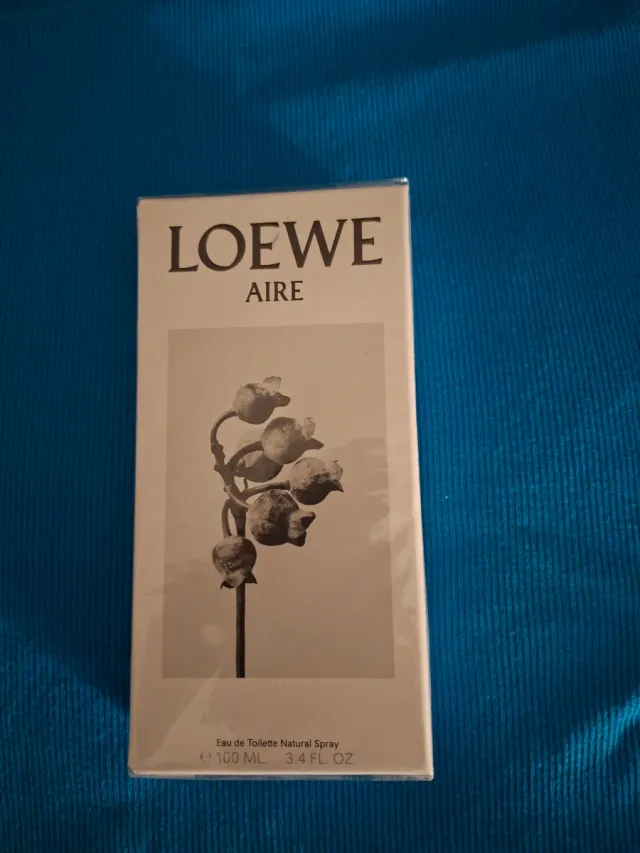 LOEWE
AIRE
Eau de Toilette Natural Spray
℮ 100 ML. 3.4 FL. OZ